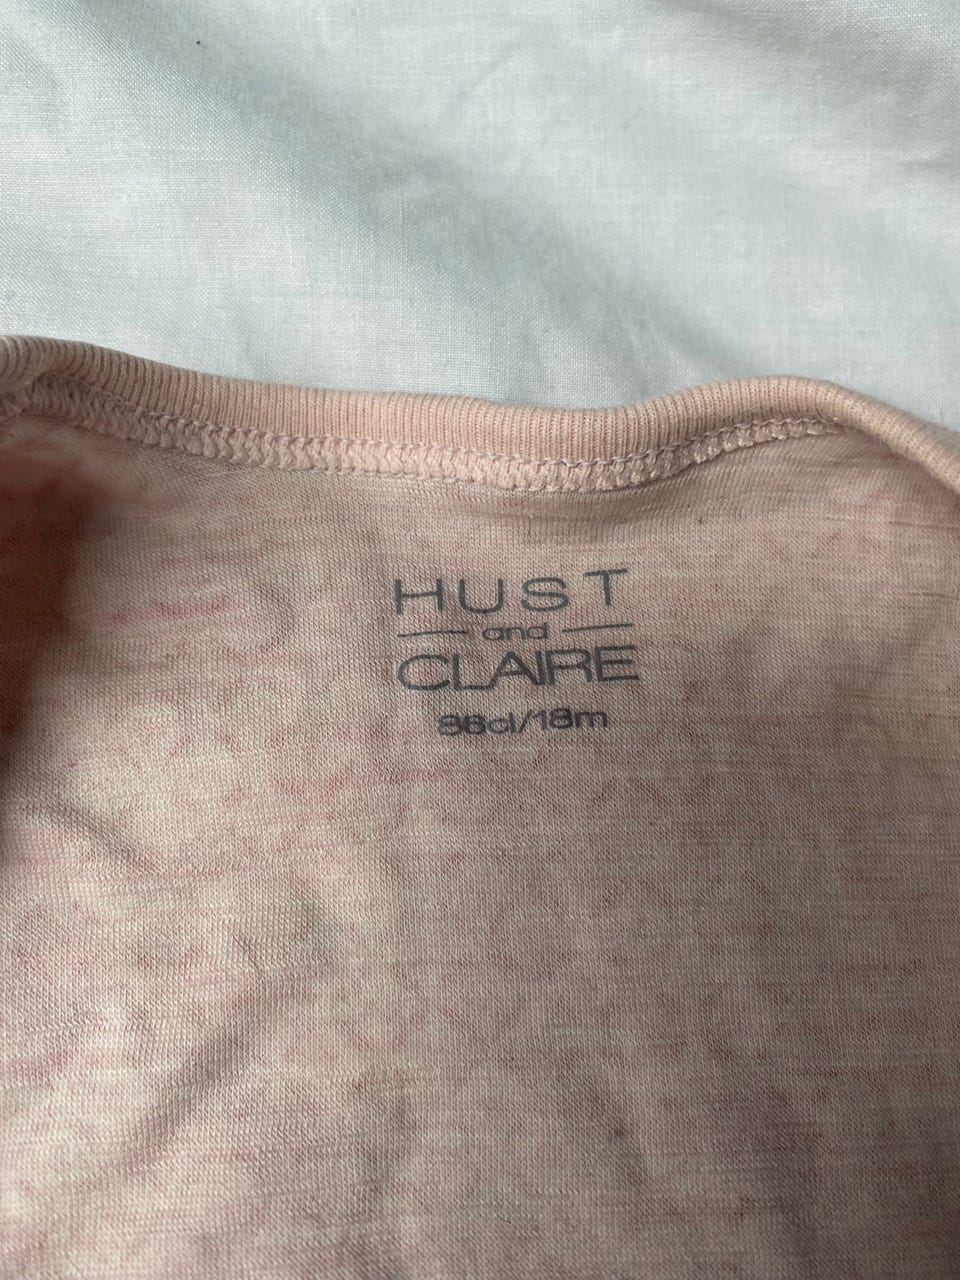 HUST
and
CLAIRE
86cl/18m